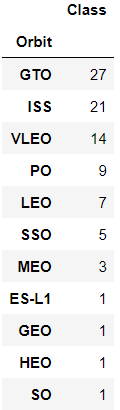 Class
Orbit
GTO 27
ISS 21
VLEO 14
PO 9
LEO 7
SSO 5
MEO 3
ES-L1 1
GEO 1
HEO 1
SO 1